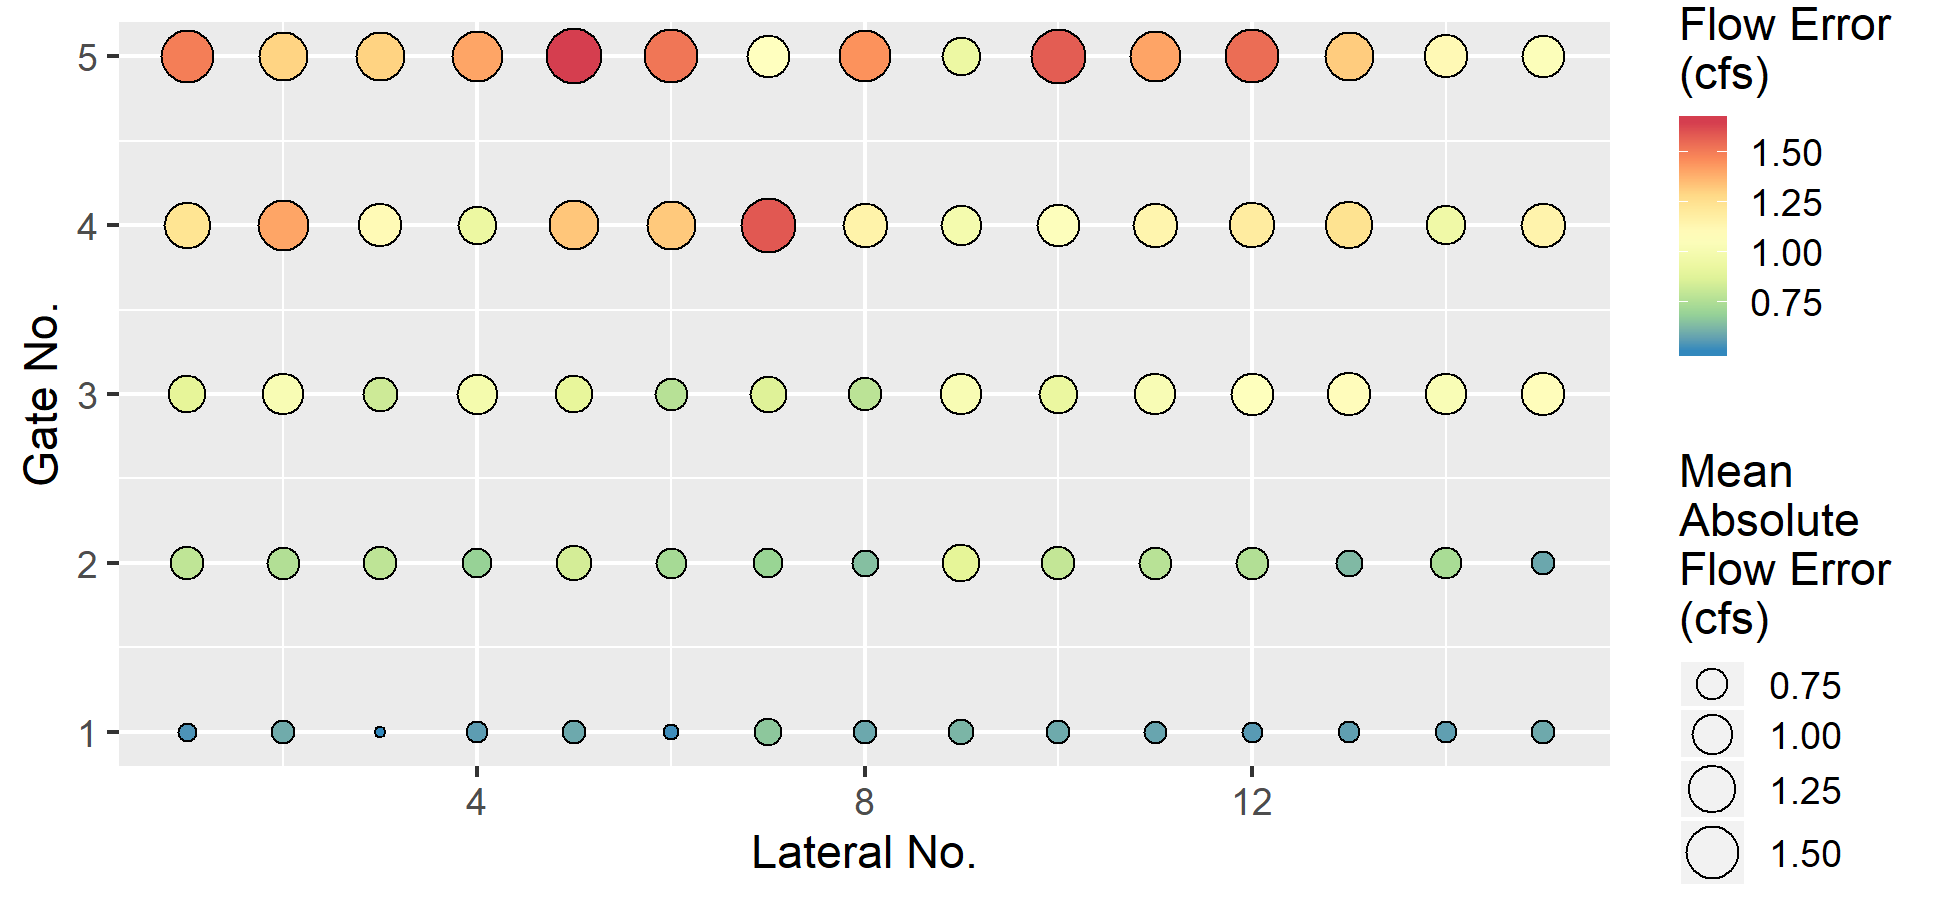 5
4
3
2
1
Gate No.
4 8 12
Lateral No.
Flow Error
(cfs)
1.50
1.25
1.00
0.75
Mean
Absolute
Flow Error
(cfs)
0.75
1.00
1.25
1.50